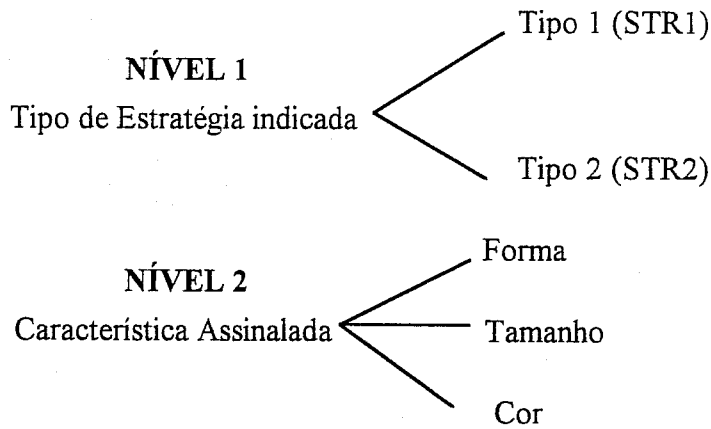 Tipo 1 (STR1)
NÍVEL 1
Tipo de Estratégia indicada
Tipo 2 (STR2)
Forma
NÍVEL 2
Característica Assinalada
Tamanho
Cor